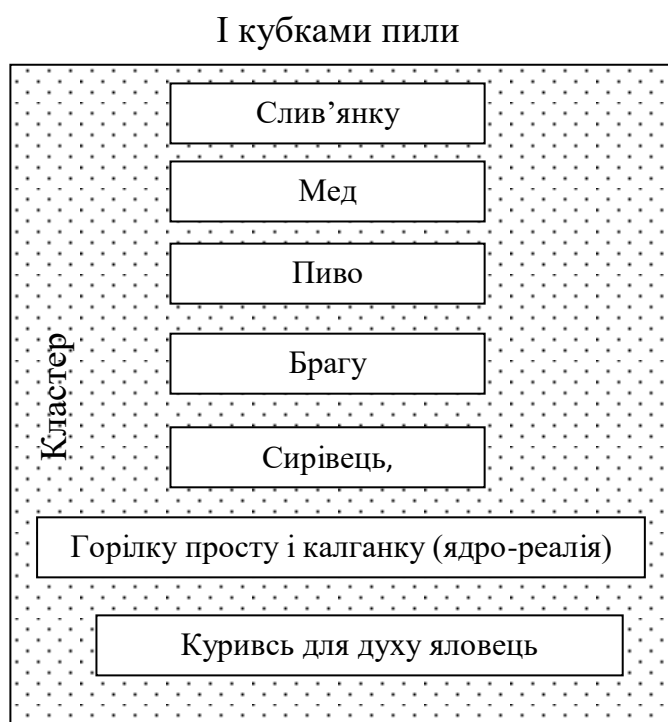 І кубками пили
Слив’янку
Мед
Пиво
Брагу
Кластер
Сирівець,
Горілку просту і калганку (ядро-реалія)
Куривсь для духу яловець